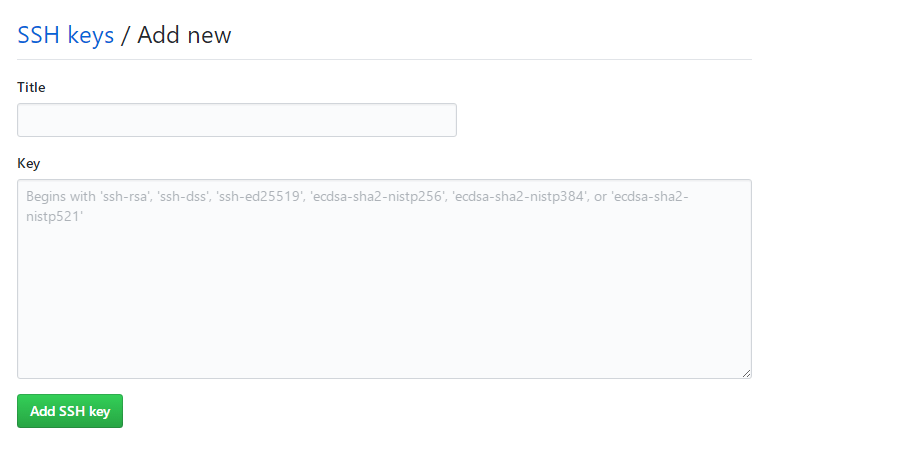 SSH keys / Add new
Title
Key
Begins with 'ssh-rsa', 'ssh-dss', 'ssh-ed25519', 'ecdsa-sha2-nistp256', 'ecdsa-sha2-nistp384', or 'ecdsa-sha2-
nistp521'
Add SSH key